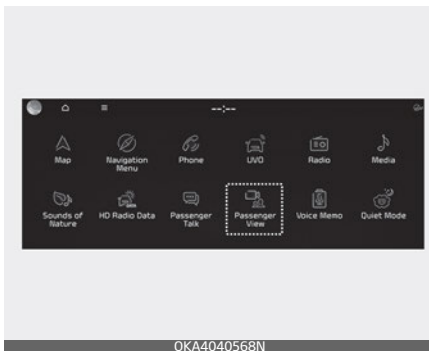 --:--
Map
Navigation
Menu
Phone
UVO
Radio
Media
Sounds of
Nature
HD Radio Data
Passenger
Talk
Passenger
View
Voice Memo
Quiet Mode
OKA4040568N